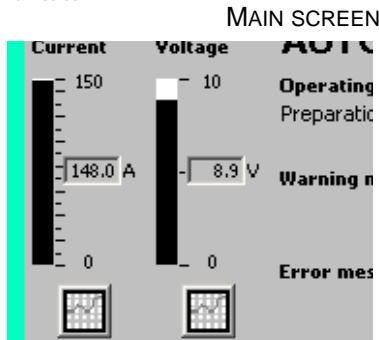 MAIN SCREEN
Current Voltage
150 10 Operating
Preparatio
148.0 A 8.9 V Warning m
0 0
Error mes